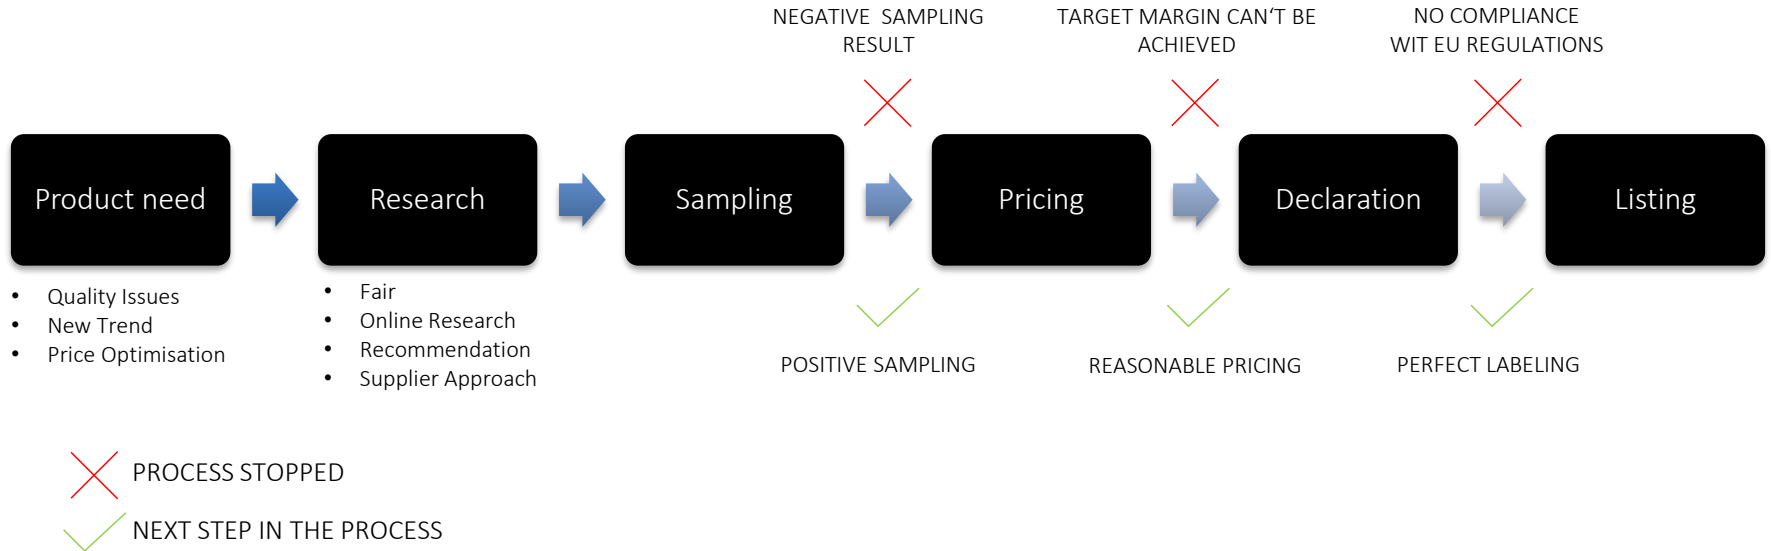 NEGATIVE SAMPLING
RESULT
TARGET MARGIN CAN‘T BE
ACHIEVED
NO COMPLIANCE
WIT EU REGULATIONS
Product need
Research
Sampling
Pricing
Declaration
Listing
• Quality Issues
• New Trend
• Price Optimisation
• Fair
• Online Research
• Recommendation
• Supplier Approach
POSITIVE SAMPLING
REASONABLE PRICING
PERFECT LABELING
PROCESS STOPPED
NEXT STEP IN THE PROCESS